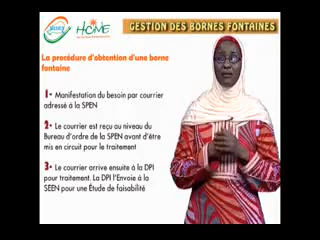 HOME
GESTION DES BORNES FONTAINES
La procédure d'obtention d'une borne
fontaine
1- Manifestation du besoin par courrier
adressé à la SPEN
2- Le courrier est reçu au niveau du
Bureau d'ordre de la SPEN avant d'être
mis en circuit pour le traitement
3- Le courrier arrive ensuite à la DPI
pour traitement. La DPI l'Envoie à la
SEEN pour une Étude de faisabilité